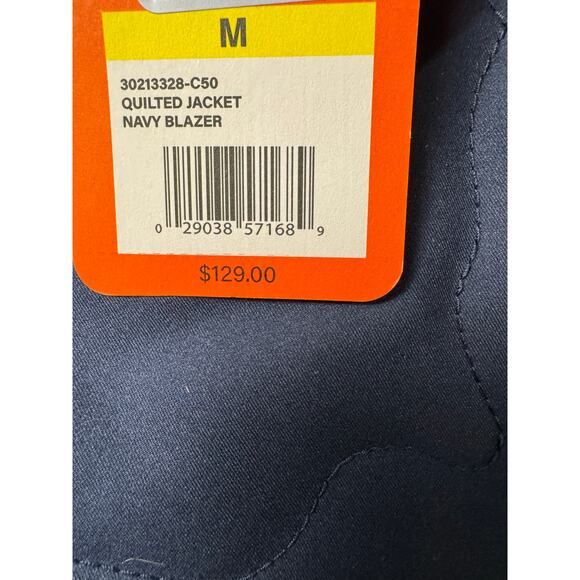 M
30213328-C50
QUILTED JACKET
NAVY BLAZER
0 29038 57168 9
$129.00